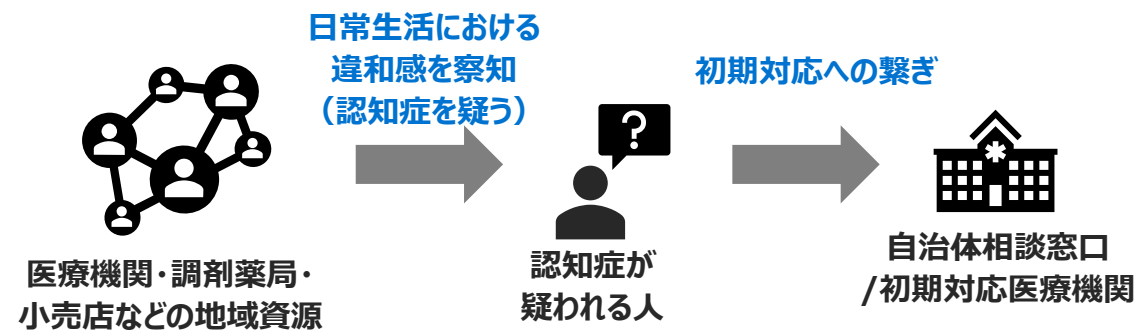 日常生活における
違和感を察知
（認知症を疑う）
初期対応への繋ぎ
?
医療機関・調剤薬局・
小売店などの地域資源
認知症が
疑われる人
自治体相談窓口
/初期対応医療機関